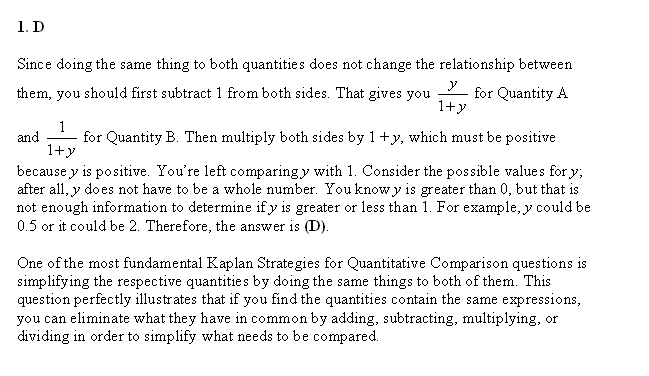 1. D
Since doing the same thing to both quantities does not change the relationship between
them, you should first subtract 1 from both sides. That gives you y/(1+y) for Quantity A
and 1/(1+y) for Quantity B. Then multiply both sides by 1+y, which must be positive
because y is positive. You're left comparing y with 1. Consider the possible values for y;
after all, y does not have to be a whole number. You know y is greater than 0, but that is
not enough information to determine if y is greater or less than 1. For example, y could be
0.5 or it could be 2. Therefore, the answer is (D).
One of the most fundamental Kaplan Strategies for Quantitative Comparison questions is
simplifying the respective quantities by doing the same things to both of them. This
question perfectly illustrates that if you find the quantities contain the same expressions,
you can eliminate what they have in common by adding, subtracting, multiplying, or
dividing in order to simplify what needs to be compared.